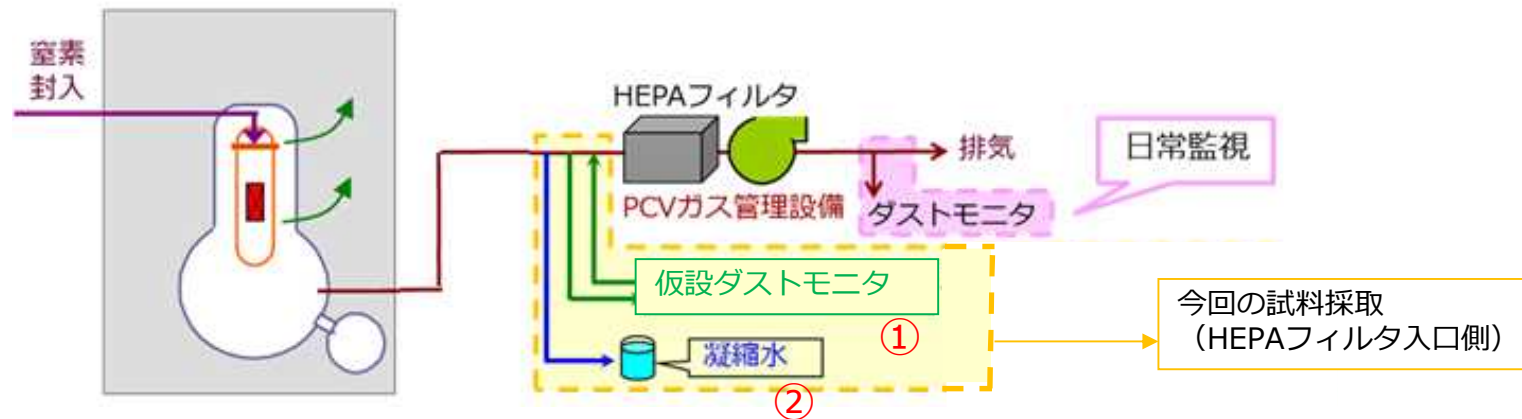 窒素
封入
HEPAフィルタ
排気
日常監視
PCVガス管理設備
ダストモニタ
仮設ダストモニタ
①
凝縮水
②
今回の試料採取
（HEPAフィルタ入口側）